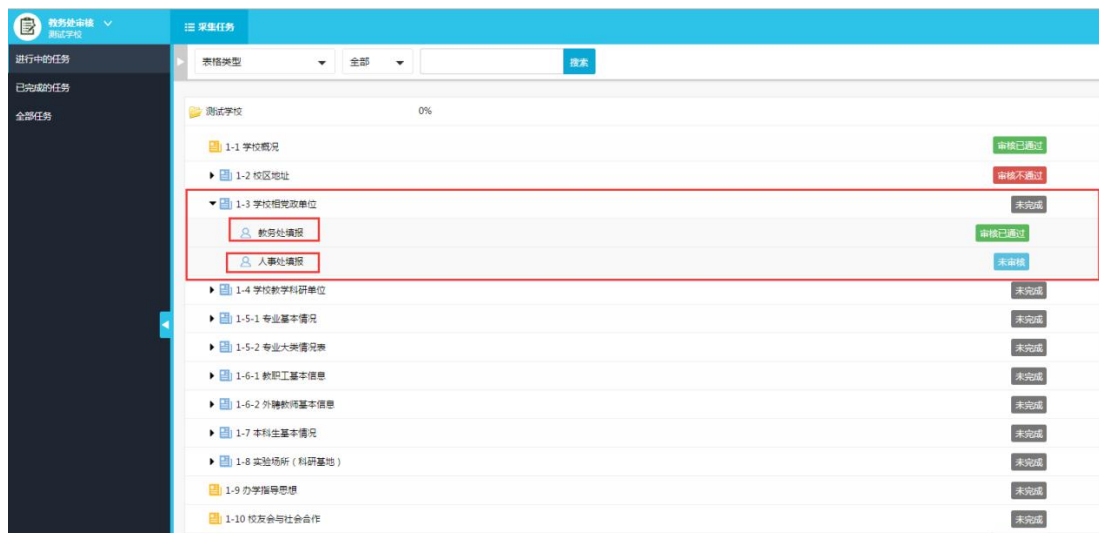 教务处审核
测试学校
采集任务
进行中的任务
已完成的任务
全部任务
表格类型
全部
搜索
测试学校 0%
1-1 学校概况 审核已通过
1-2 校区地址 审核不通过
1-3 学校相党政单位 未完成
教务处填报 审核已通过
人事处填报 未审核
1-4 学校教学科研单位 未完成
1-5-1 专业基本情况 未完成
1-5-2 专业大类情况表 未完成
1-6-1 教职工基本信息 未完成
1-6-2 外聘教师基本信息 未完成
1-7 本科生基本情况 未完成
1-8 实验场所（科研基地） 未完成
1-9 办学指导思想 未完成
1-10 校友会与社会合作 未完成